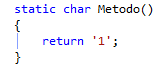 static char Metodo()
{
    return '1';
}